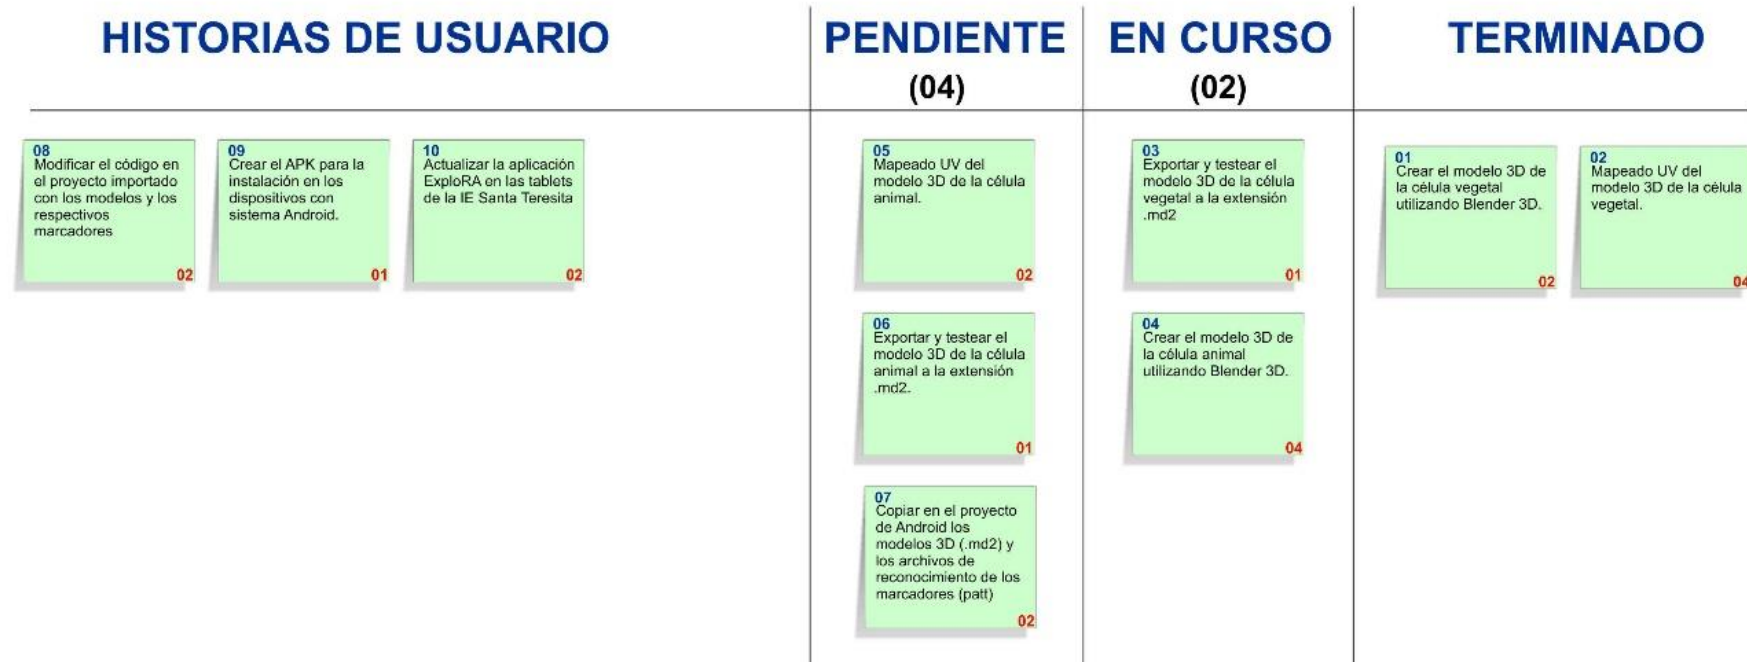 HISTORIAS DE USUARIO
PENDIENTE
(04)
EN CURSO
(02)
TERMINADO
08
Modificar el código en
el proyecto importado
con los modelos y los
respectivos
marcadores
02
09
Crear el APK para la
instalación en los
dispositivos con
sistema Android.
01
10
Actualizar la aplicación
ExploRA en las tablets
de la IE Santa Teresita
02
05
Mapeado UV del
modelo 3D de la célula
animal.
02
06
Exportar y testear el
modelo 3D de la célula
animal a la extensión
.md2.
01
07
Copiar en el proyecto
de Android los
modelos 3D (.md2) y
los archivos de
reconocimiento de los
marcadores (patt)
02
03
Exportar y testear el
modelo 3D de la célula
vegetal a la extensión
.md2
01
04
Crear el modelo 3D de
la célula animal
utilizando Blender 3D.
04
01
Crear el modelo 3D de
la célula vegetal
utilizando Blender 3D.
02
02
Mapeado UV del
modelo 3D de la célula
vegetal.
04